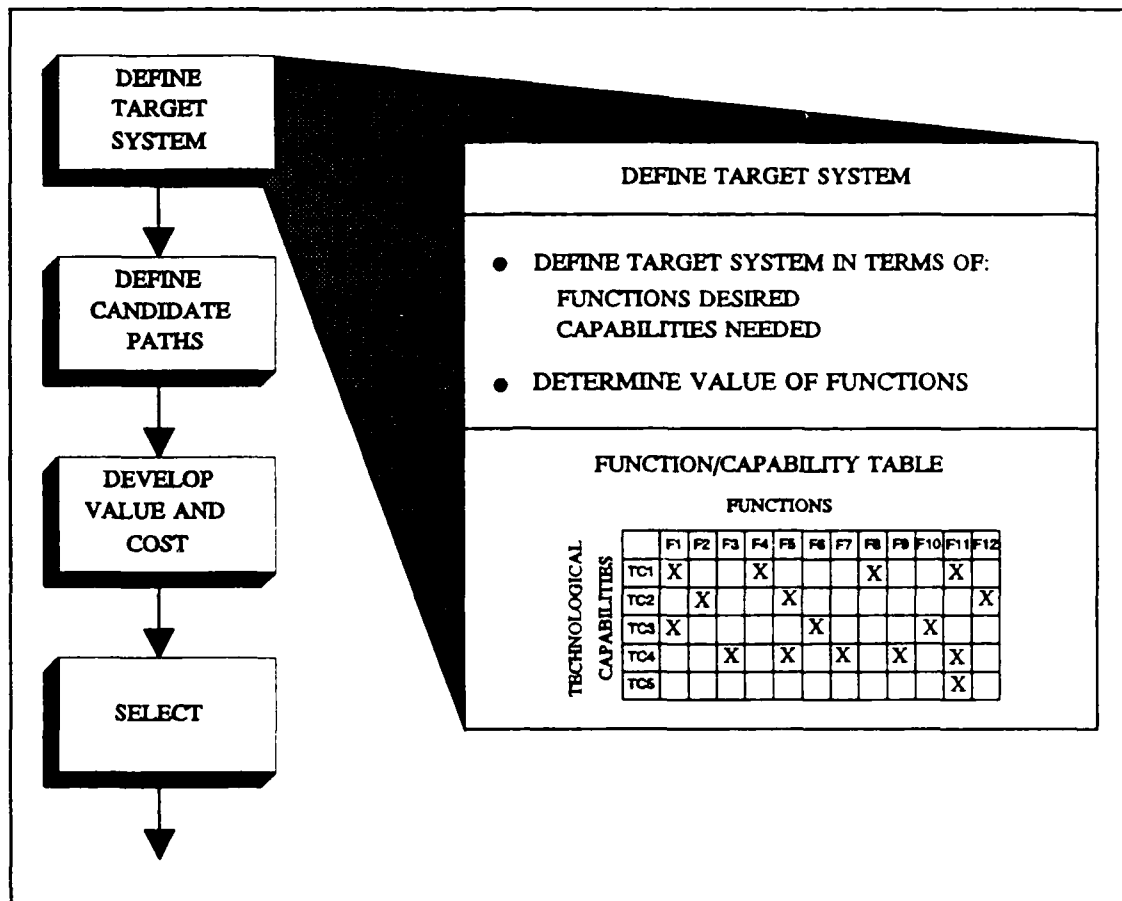 DEFINE
TARGET
SYSTEM
DEFINE
CANDIDATE
PATHS
DEVELOP
VALUE AND
COST
SELECT
DEFINE TARGET SYSTEM
● DEFINE TARGET SYSTEM IN TERMS OF:
FUNCTIONS DESIRED
CAPABILITIES NEEDED
● DETERMINE VALUE OF FUNCTIONS
FUNCTION/CAPABILITY TABLE
FUNCTIONS
TECHNOLOGICAL
CAPABILITIES
F1 F2 F3 F4 F5 F6 F7 F8 F9 F10 F11 F12
TC1 X X X X
TC2 X X X
TC3 X X X
TC4 X X X X X
TC5 X